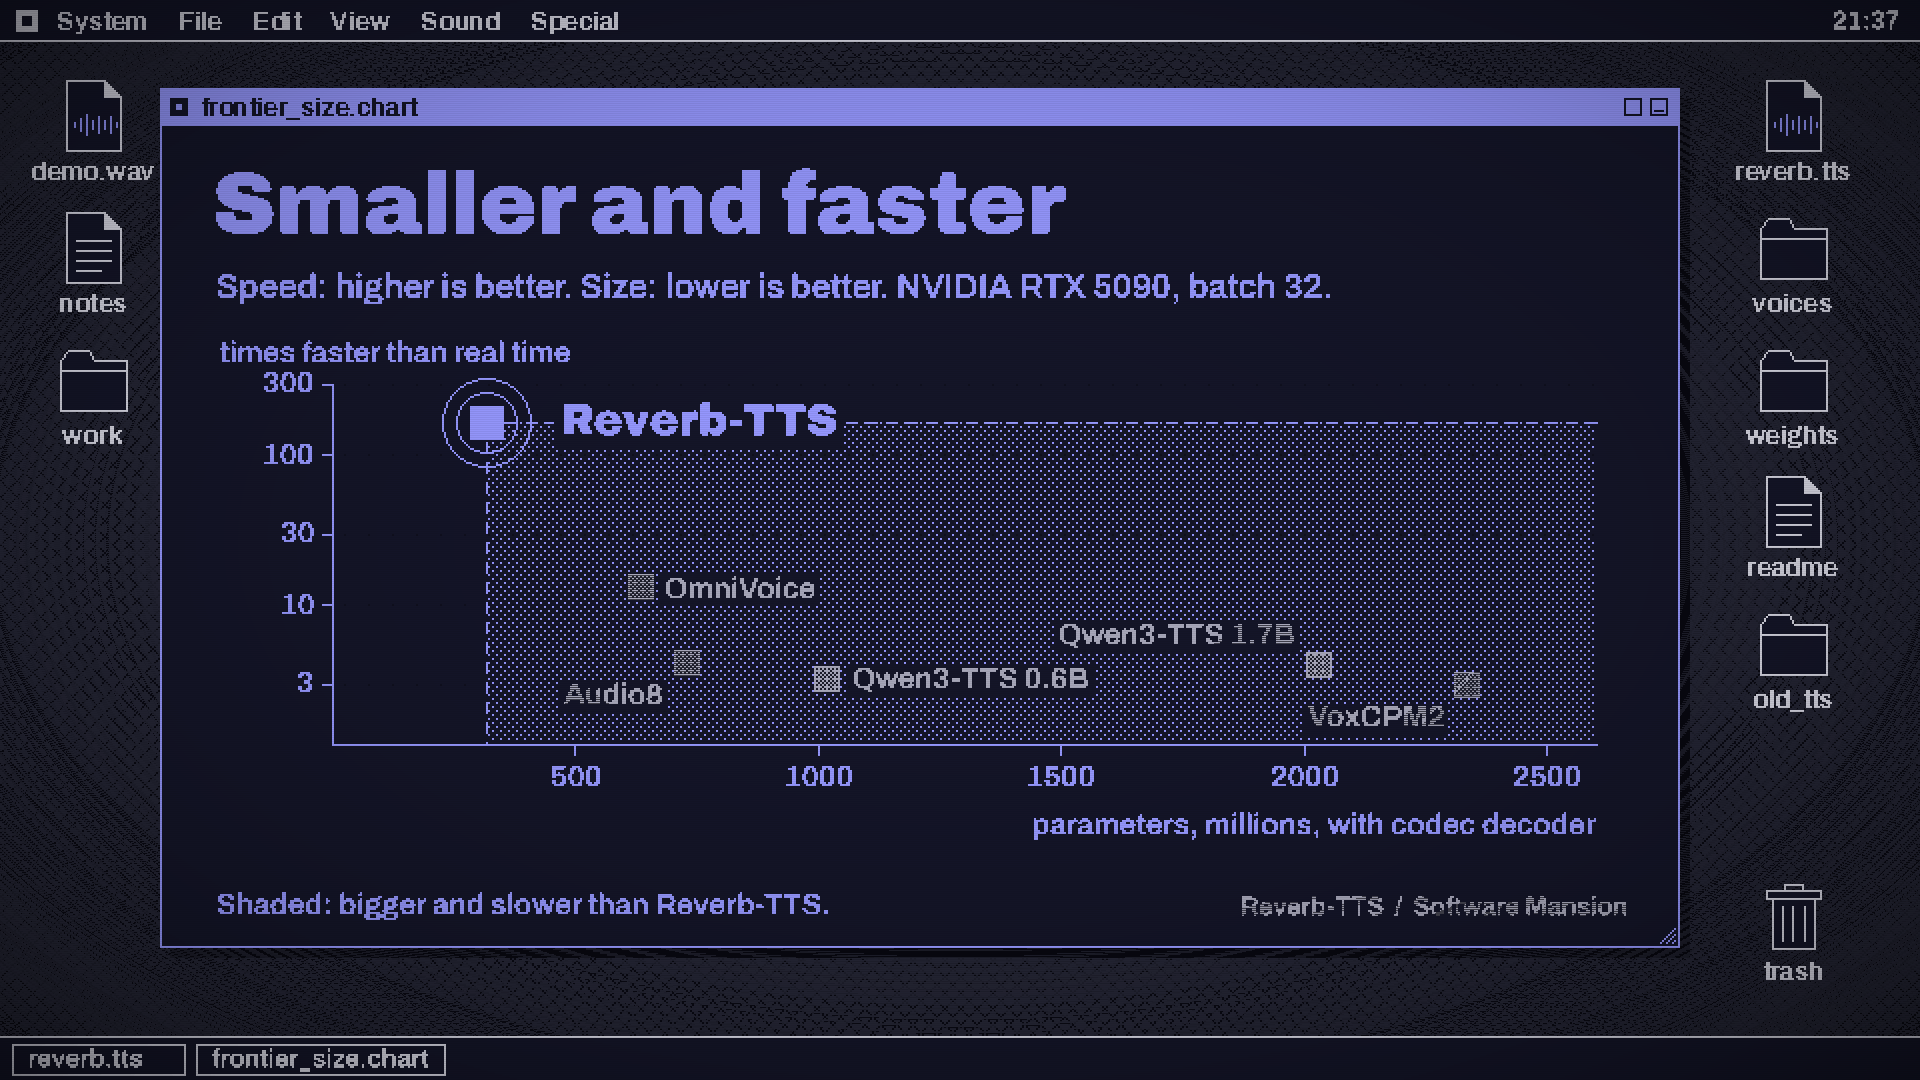 System File Edit View Sound Special 21:37
demo.wav
notes
work
frontier_size.chart
Smaller and faster
Speed: higher is better. Size: lower is better. NVIDIA RTX 5090, batch 32.
times faster than real time
300
100
30
10
3
Reverb-TTS
OmniVoice
Qwen3-TTS 1.7B
Audio8
Qwen3-TTS 0.6B
VoxCPM2
500 1000 1500 2000 2500
parameters, millions, with codec decoder
Shaded: bigger and slower than Reverb-TTS.
Reverb-TTS / Software Mansion
reverb.tts
voices
weights
readme
old_tts
trash
reverb.tts
frontier_size.chart